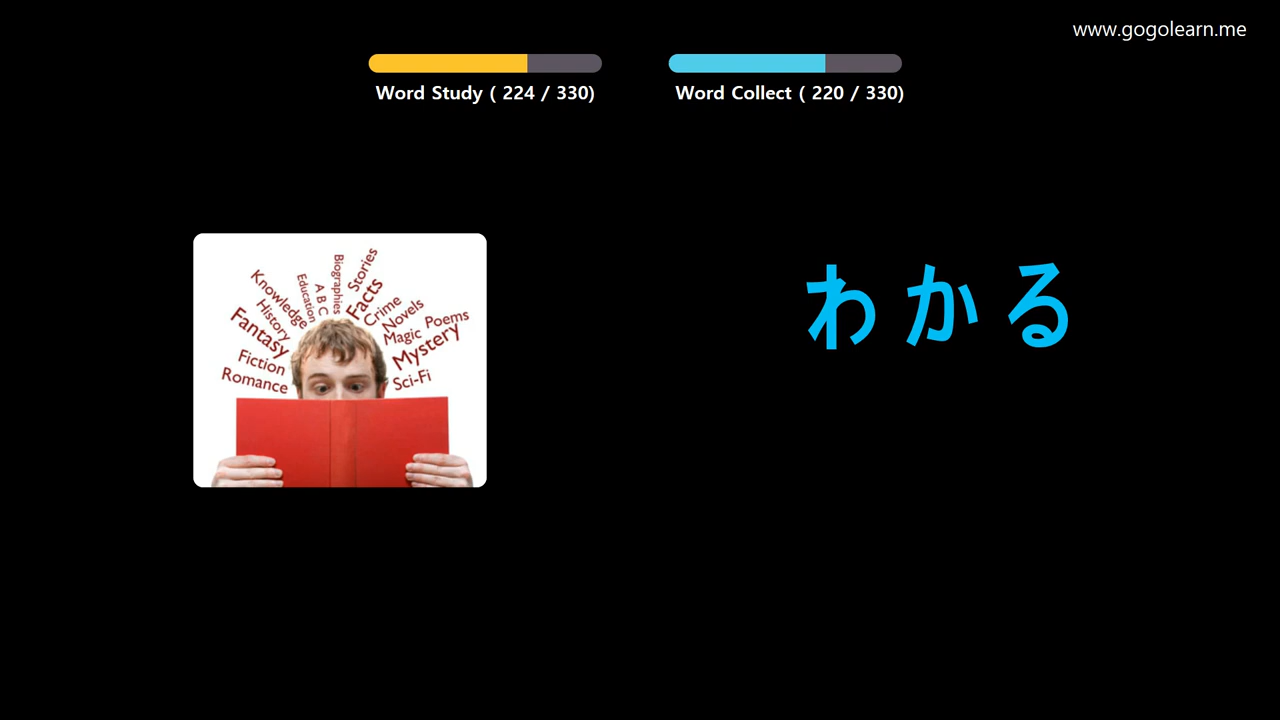 www.gogolearn.me
Word Study ( 224 / 330)
Word Collect ( 220 / 330)
わかる
Knowledge
History
Fantasy
Fiction
Romance
Education
A B C
Biographies
Stories
Facts
Crime
Novels
Magic
Poems
Mystery
Sci-Fi